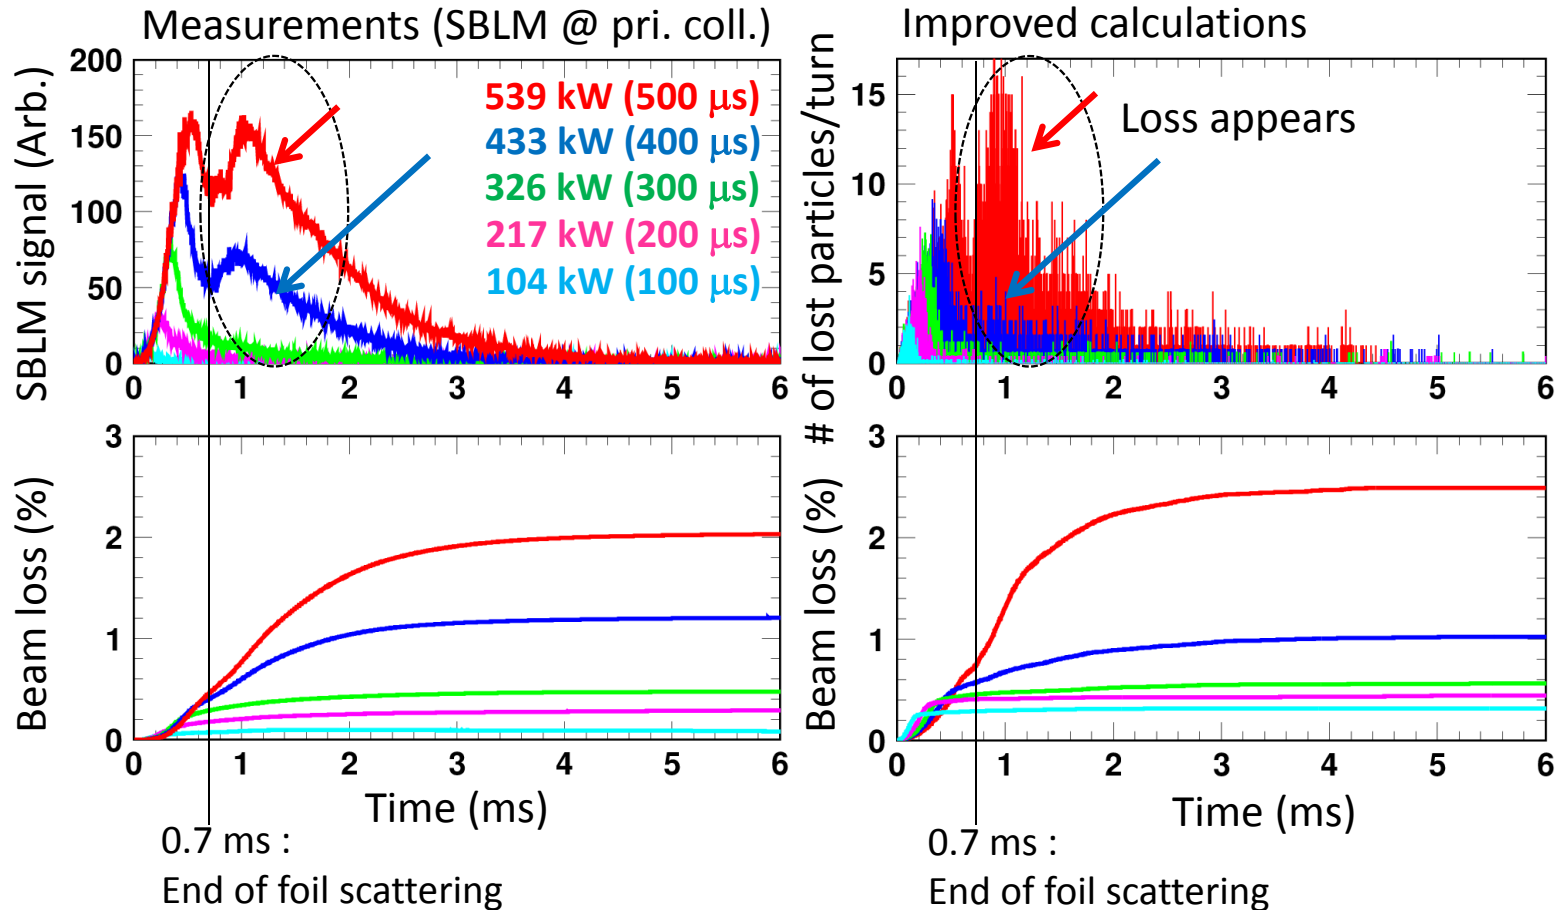 Measurements (SBLM @ pri. coll.)
Improved calculations
SBLM signal (Arb.)
200
150
100
50
0
539 kW (500 μs)
433 kW (400 μs)
326 kW (300 μs)
217 kW (200 μs)
104 kW (100 μs)
0 1 2 3 4 5 6
# of lost particles/turn
15
10
5
0
Loss appears
0 1 2 3 4 5 6
Beam loss (%)
3
2
1
0
0 1 2 3 4 5 6
Time (ms)
0.7 ms :
End of foil scattering
Beam loss (%)
3
2
1
0
0 1 2 3 4 5 6
Time (ms)
0.7 ms :
End of foil scattering